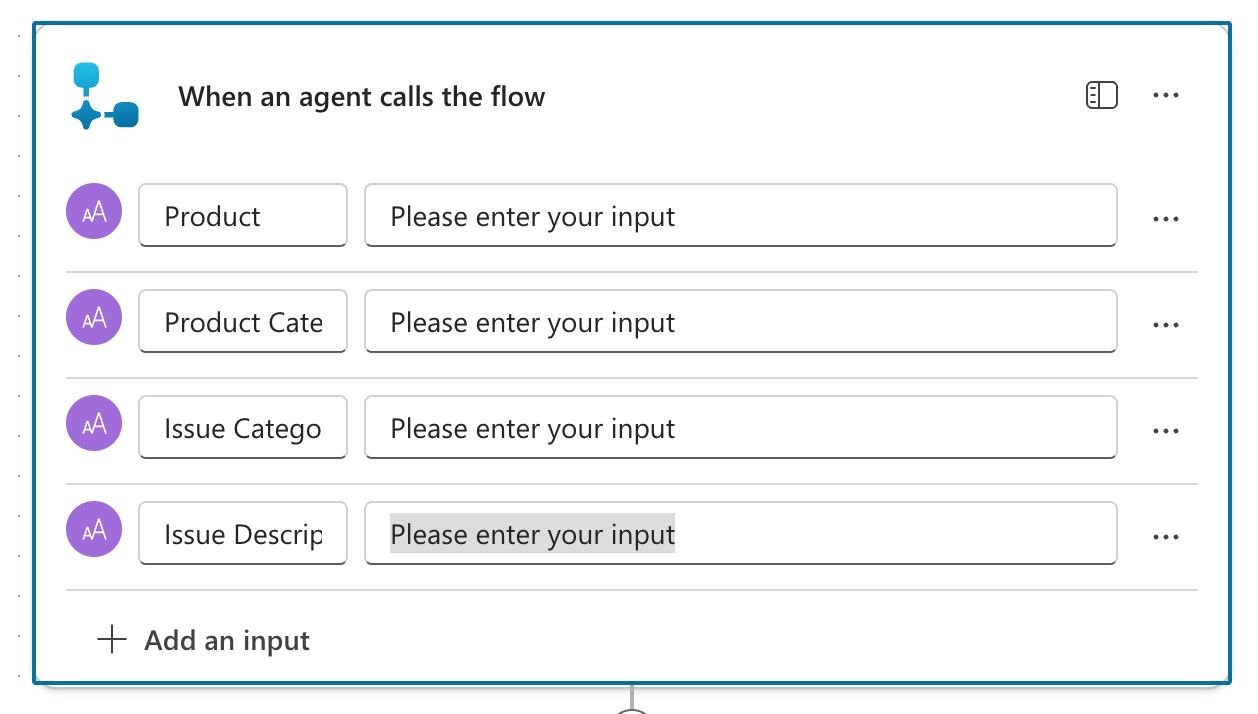 When an agent calls the flow
AA Product Please enter your input
AA Product Cate Please enter your input
AA Issue Catego Please enter your input
AA Issue Descrip Please enter your input
Add an input